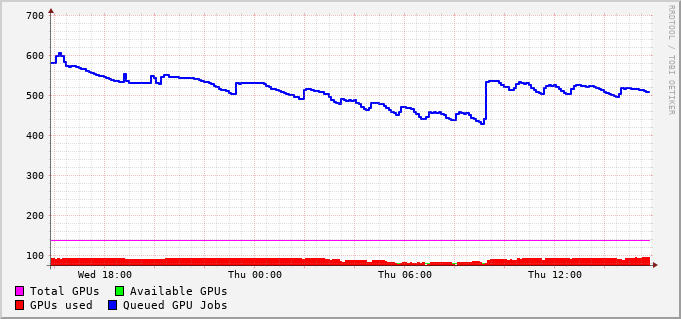 700
600
500
400
300
200
100
Wed 18:00 Thu 00:00 Thu 06:00 Thu 12:00
Total GPUs Available GPUs
GPUs used Queued GPU Jobs
RRDTOOL / TOBI OETIKER